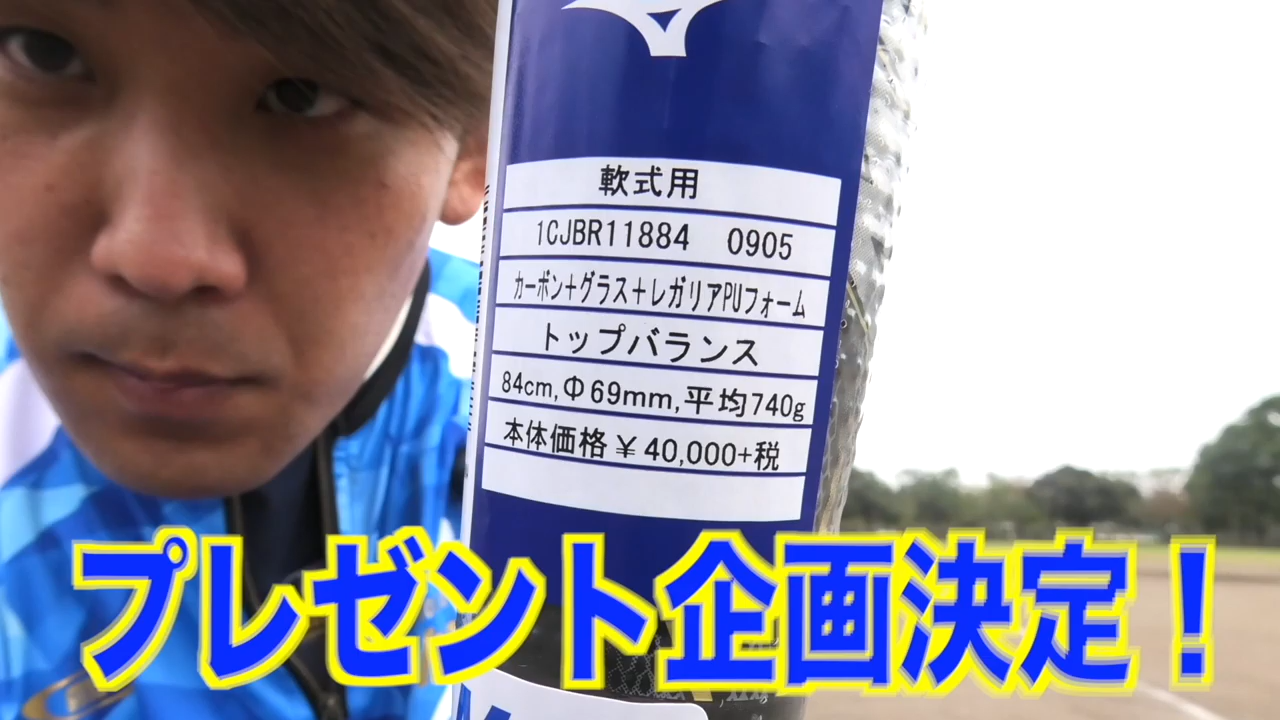 軟式用
1CJBR11884 0905
カーボン+グラス+レガリアPUフォーム
トップバランス
84cm,Φ69mm,平均740g
本体価格￥40,000+税
プレゼント企画決定!